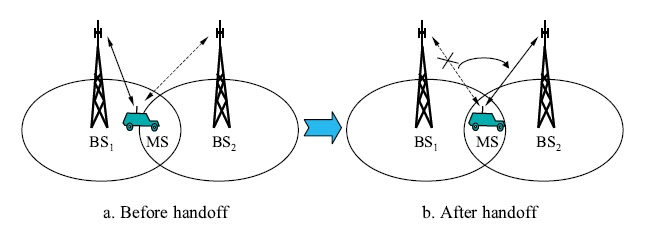 BS₁ MS BS₂
BS₁ MS BS₂
a. Before handoff
b. After handoff